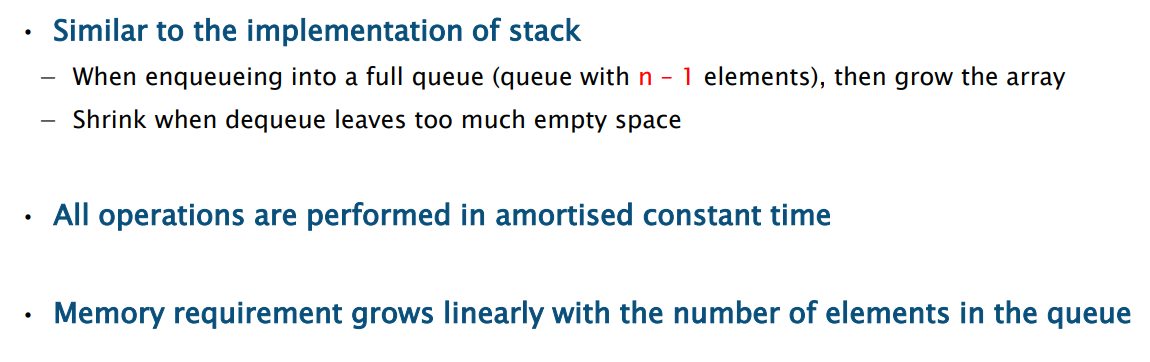 • Similar to the implementation of stack
– When enqueueing into a full queue (queue with n – 1 elements), then grow the array
– Shrink when dequeue leaves too much empty space
• All operations are performed in amortised constant time
• Memory requirement grows linearly with the number of elements in the queue